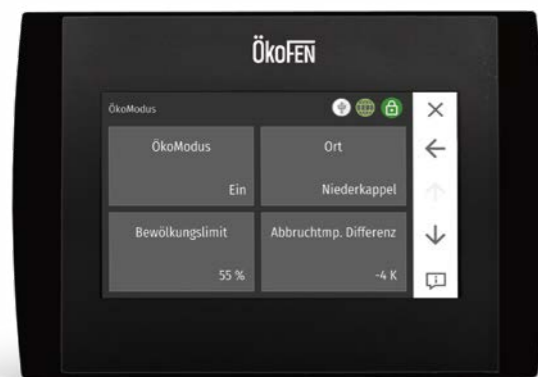 ÖkoFEN
ÖkoModus
ÖkoModus
Ein
Ort
Niederkappel
Bewölkungslimit
55 %
Abbruchtmp. Differenz
-4 K